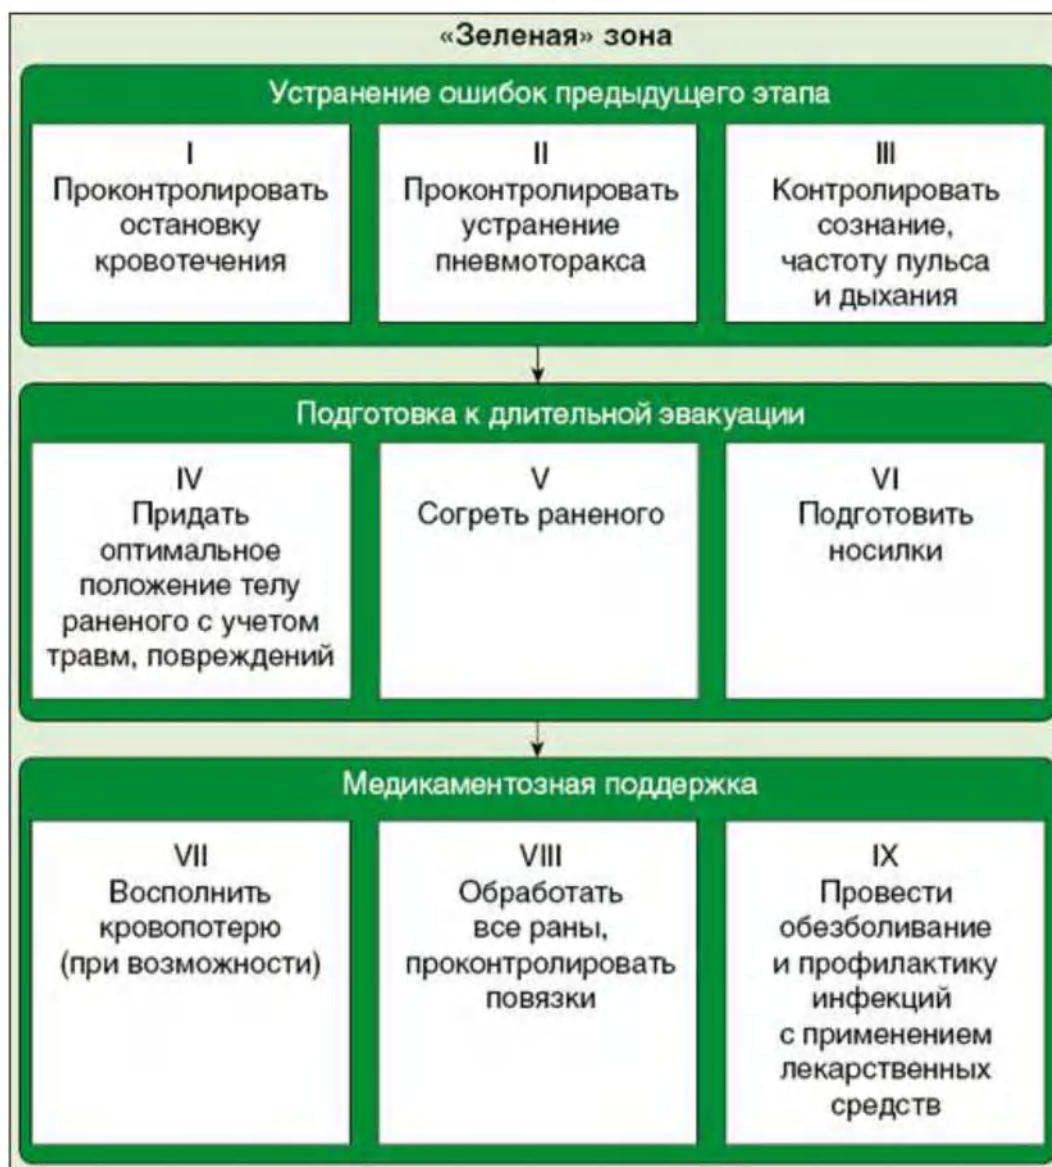 «Зеленая» зона
Устранение ошибок предыдущего этапа
I
Проконтролировать
остановку
кровотечения
II
Проконтролировать
устранение
пневмоторакса
III
Контролировать
сознание,
частоту пульса
и дыхания
Подготовка к длительной эвакуации
IV
Придать
оптимальное
положение телу
раненого с учетом
травм, повреждений
V
Согреть раненого
VI
Подготовить
носилки
Медикаментозная поддержка
VII
Восполнить
кровопотерю
(при возможности)
VIII
Обработать
все раны,
проконтролировать
повязки
IX
Провести
обезболивание
и профилактику
инфекций
с применением
лекарственных
средств